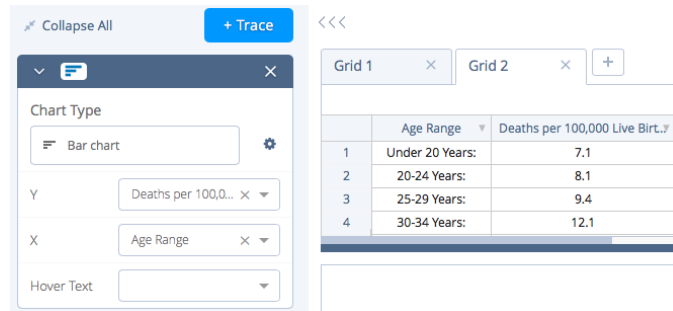 Collapse All
+ Trace
Chart Type
Bar chart
Y
Deaths per 100,0...
X
Age Range
Hover Text
<<<
Grid 1
Grid 2
+
Age Range
Deaths per 100,000 Live Birt..
1 Under 20 Years: 7.1
2 20-24 Years: 8.1
3 25-29 Years: 9.4
4 30-34 Years: 12.1